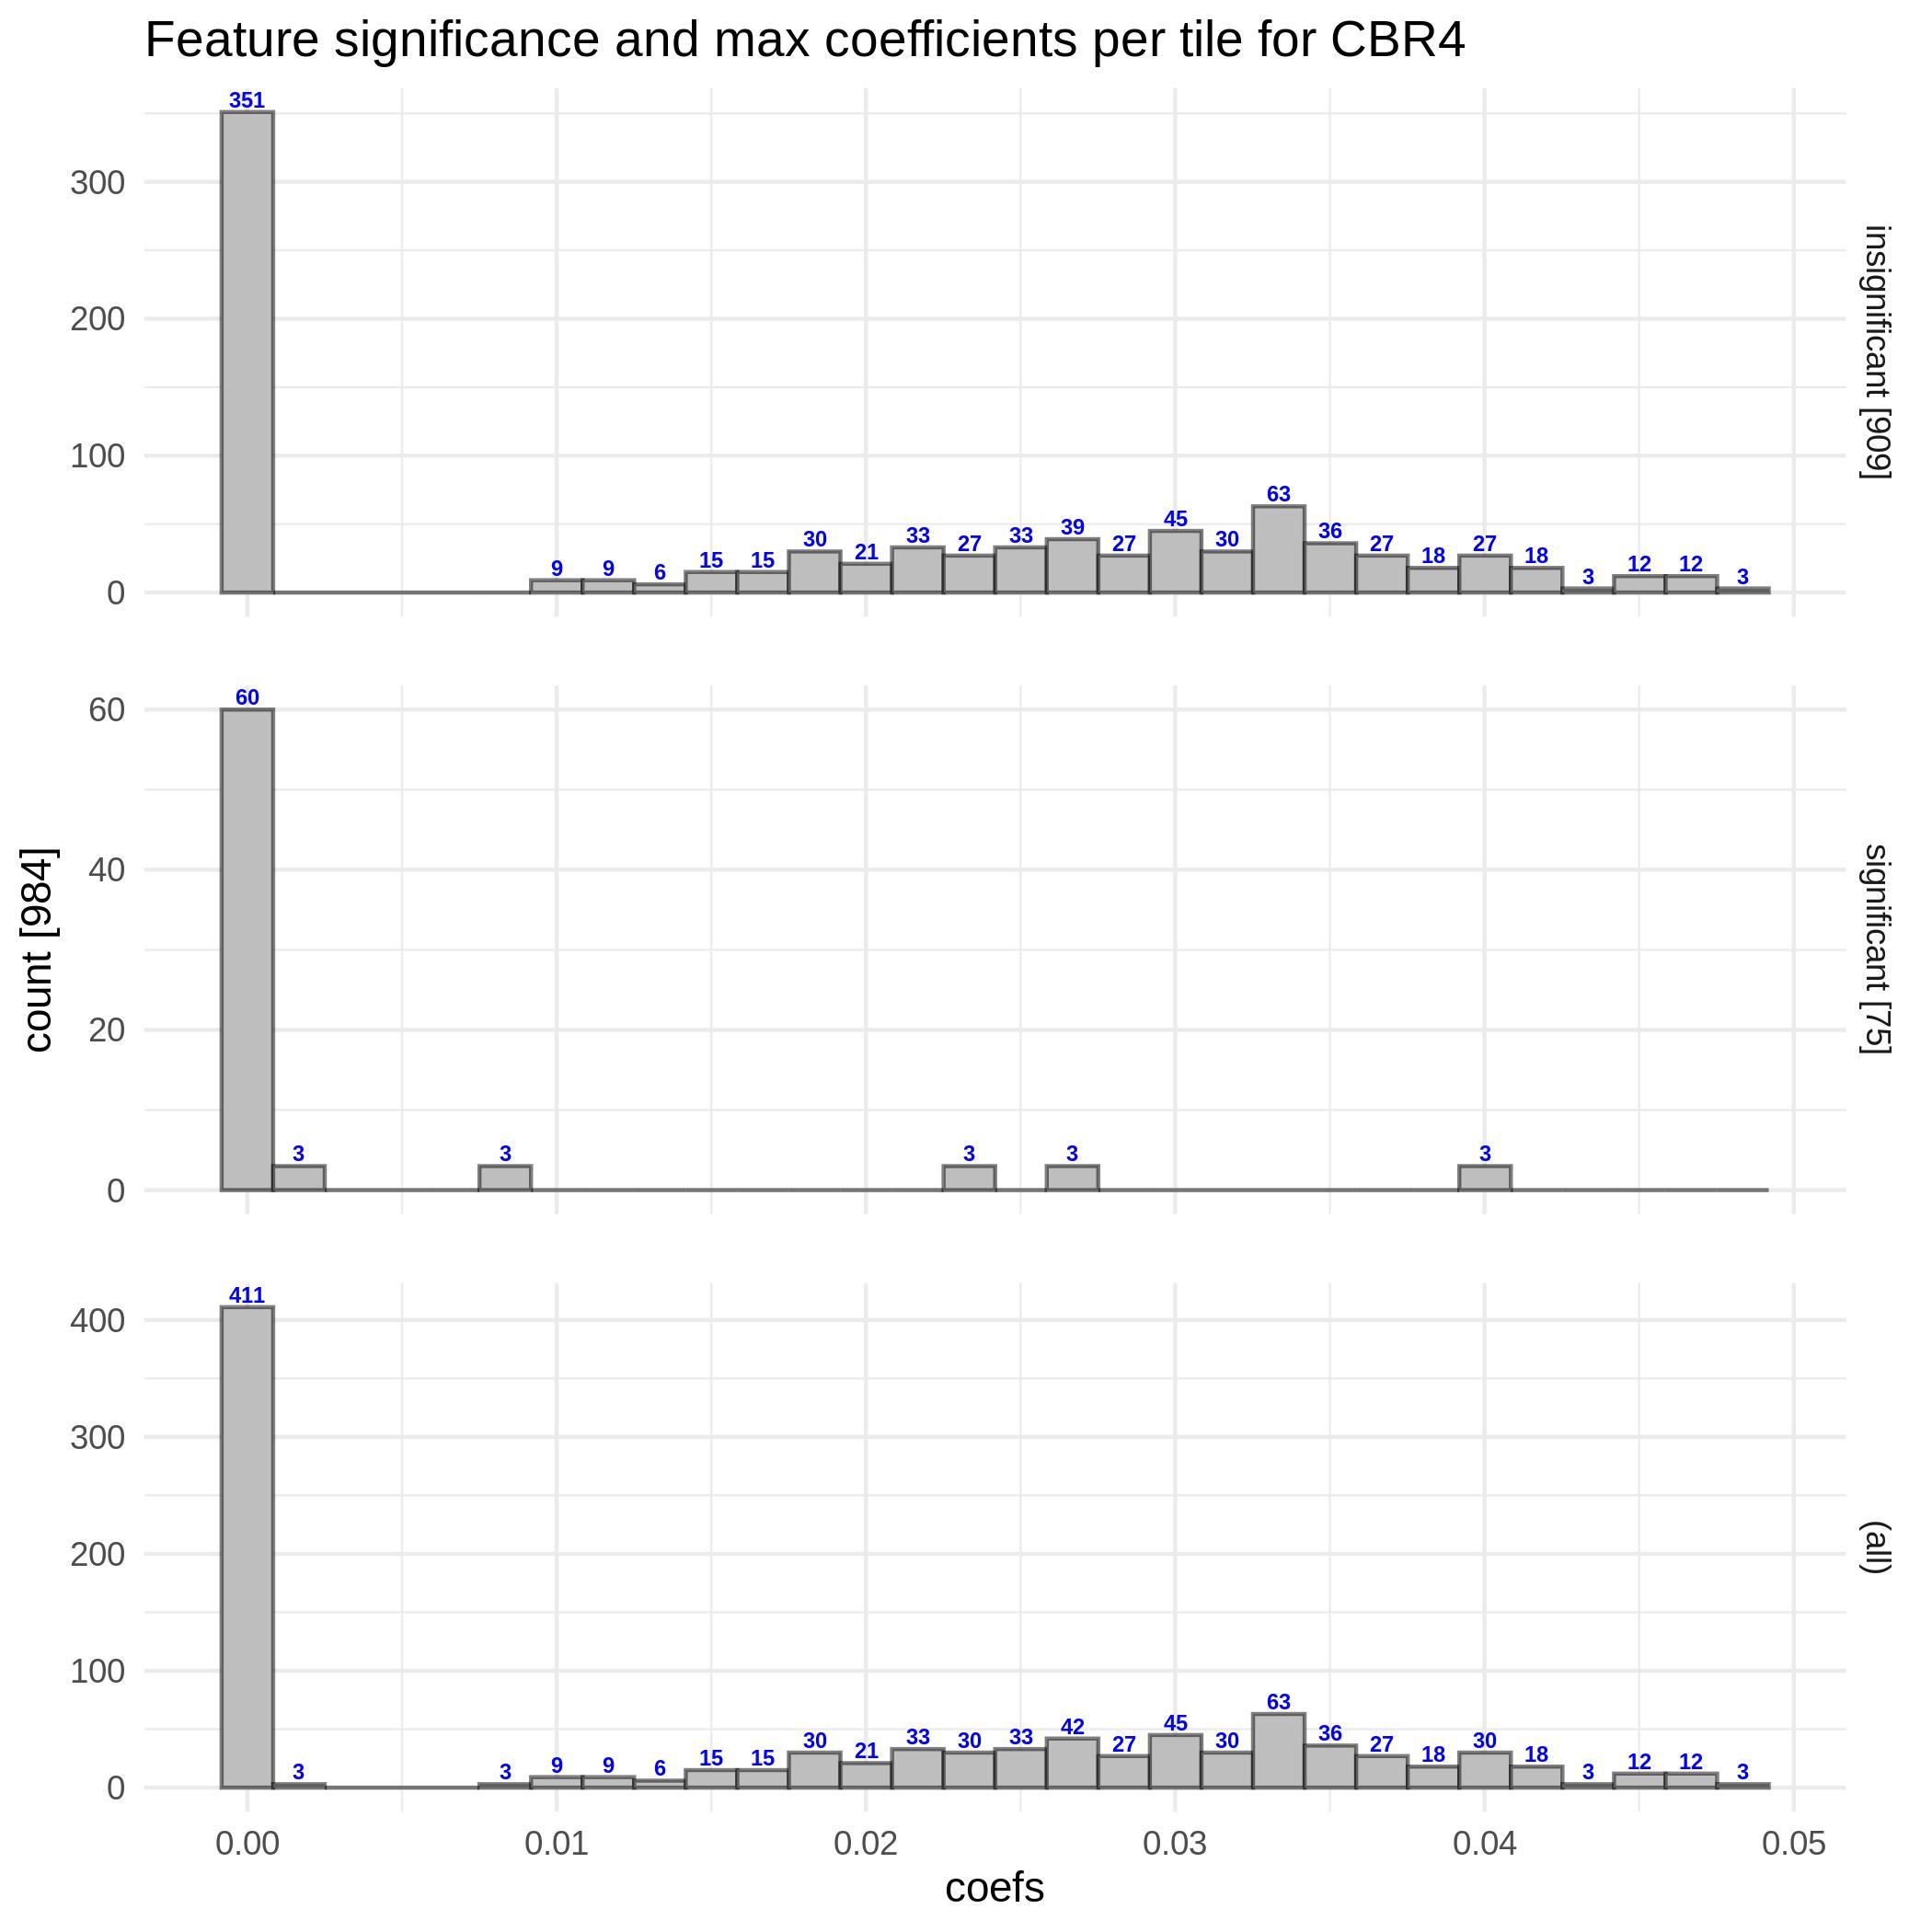 Feature significance and max coefficients per tile for CBR4
351
300
200
100
0
9 9 6 15 15 30 21 33 27 33 39 27 45 30 63 36 27 18 27 18 3 12 12 3
insignificant [909]
60
60
40
20
0
3 3 3 3 3
significant [75]
count [984]
411
400
300
200
100
0
3 3 9 9 6 15 15 30 21 33 30 33 42 27 45 30 63 36 27 18 30 18 3 12 12 3
(all)
0.00 0.01 0.02 0.03 0.04 0.05
coefs